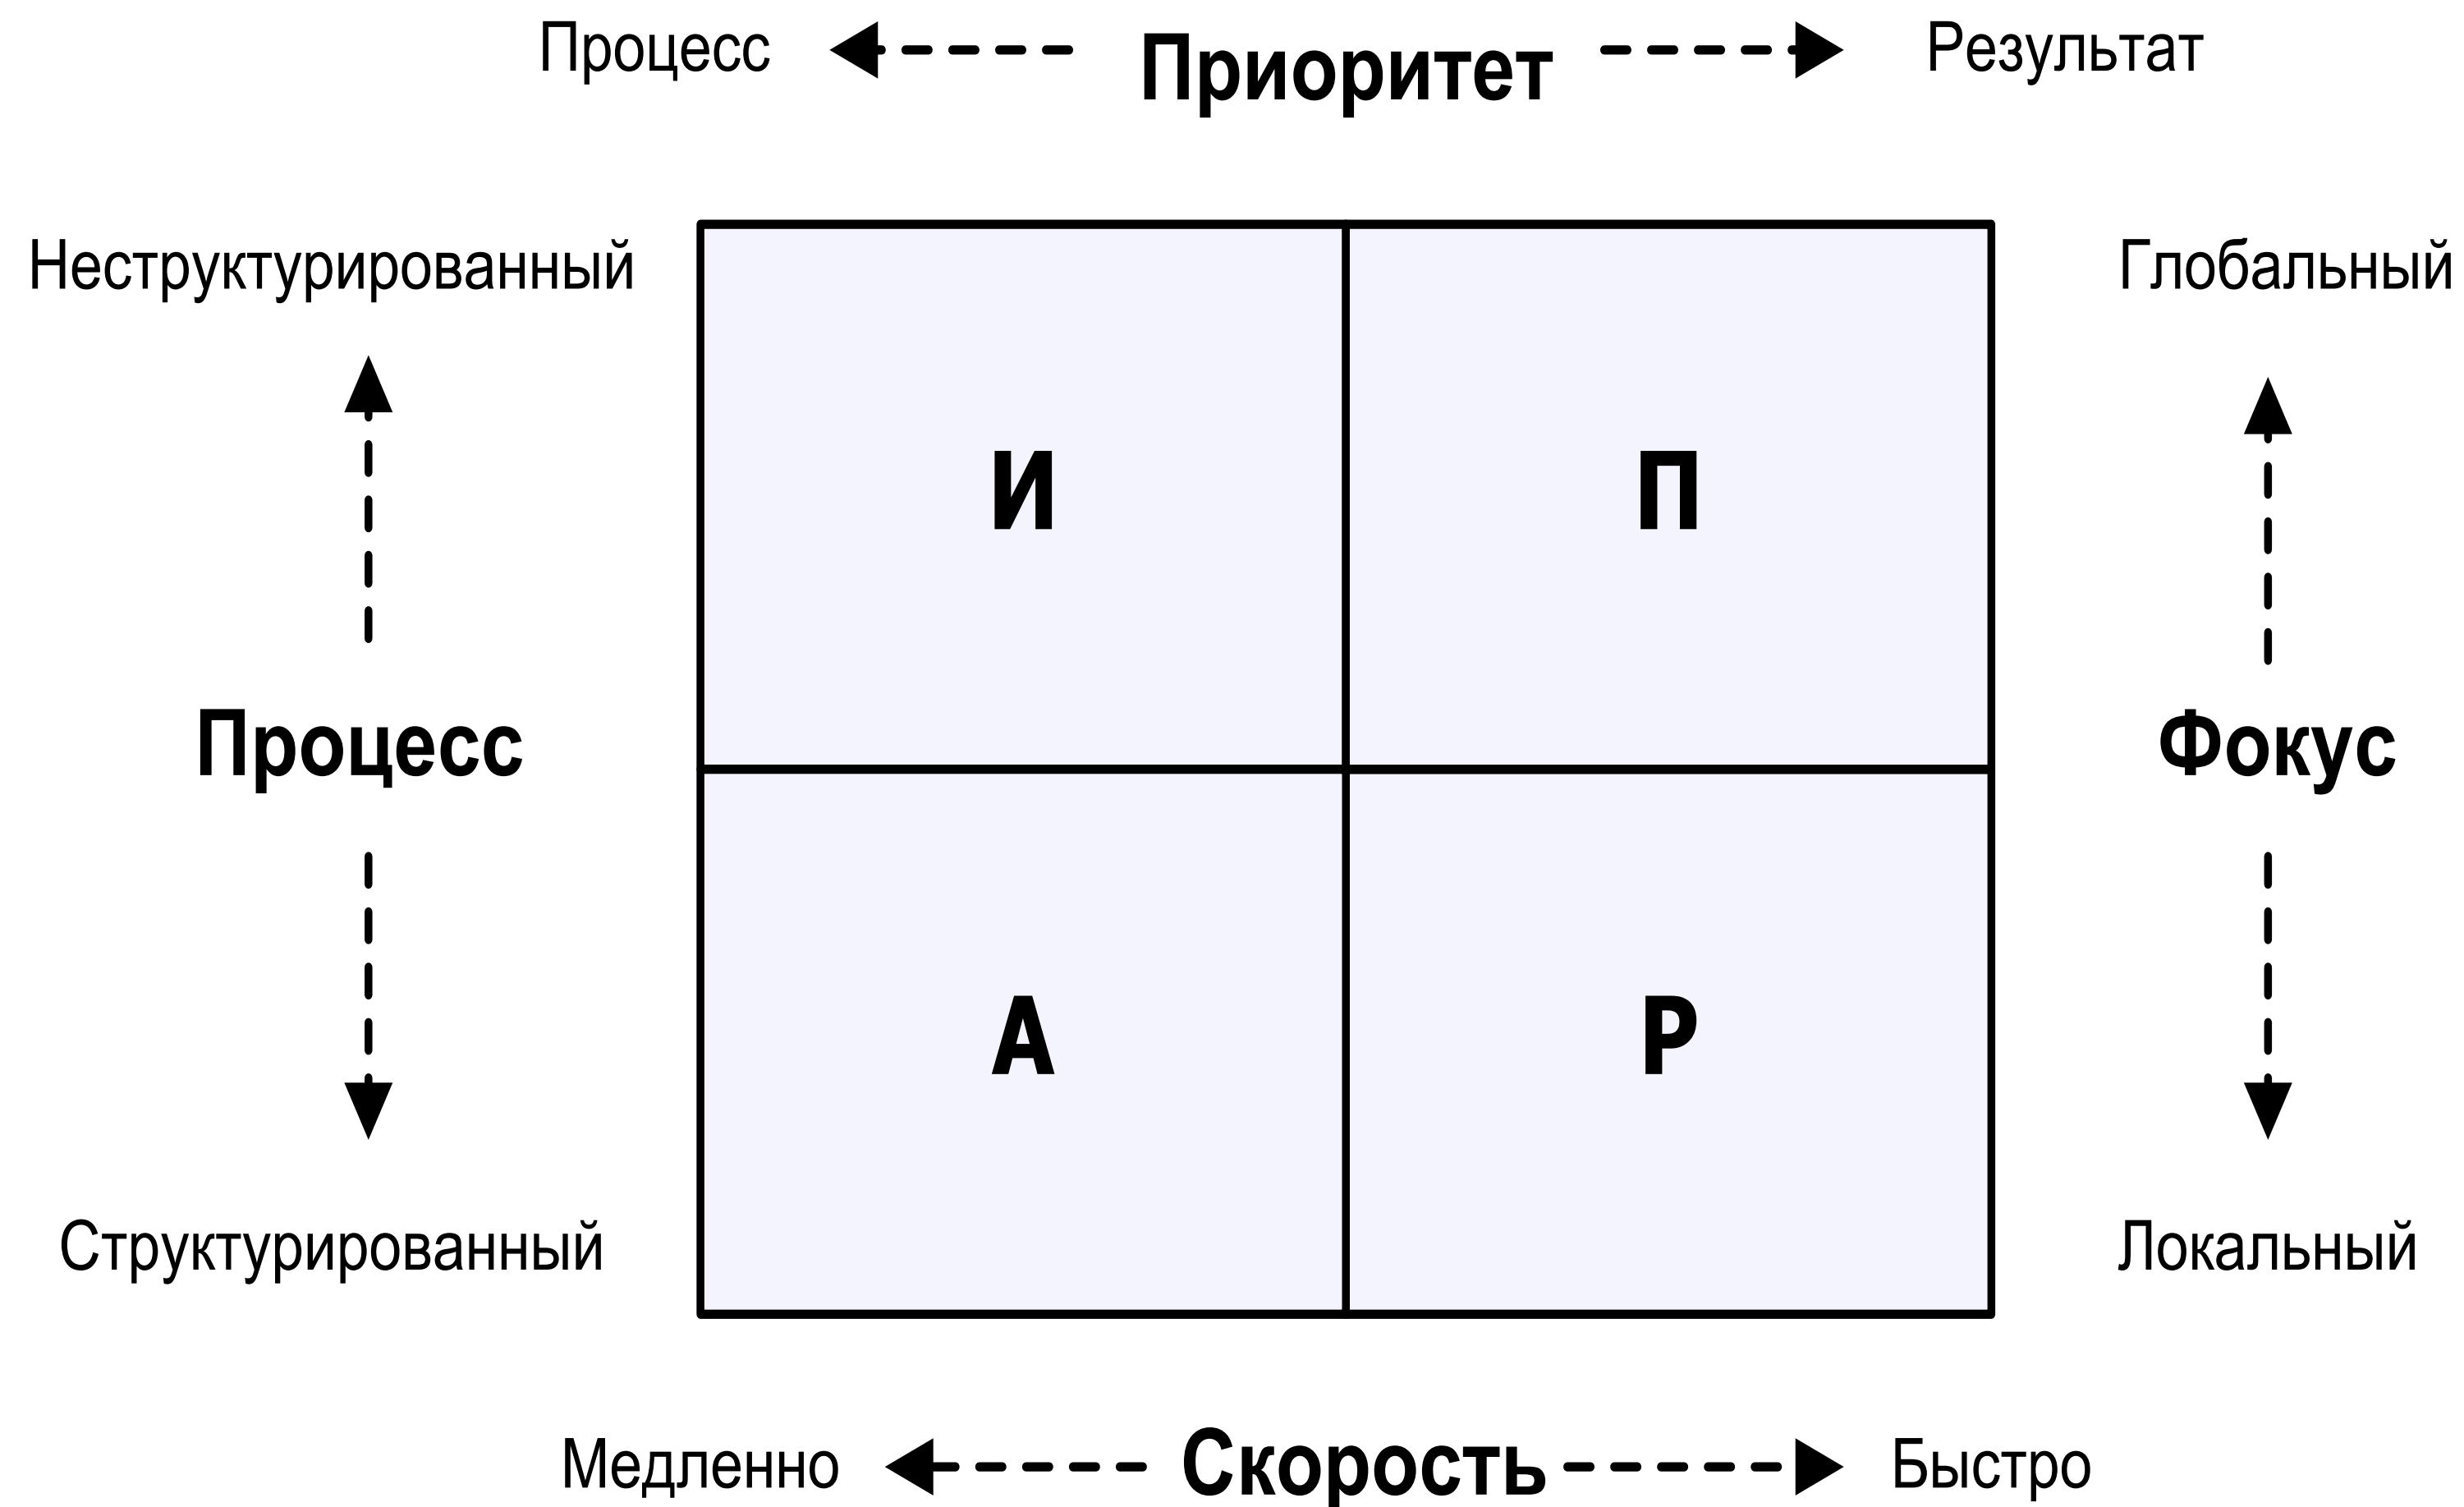 Процесс Приоритет Результат
Неструктурированный Глобальный
И П
Процесс Фокус
А Р
Структурированный Локальный
Медленно Скорость Быстро